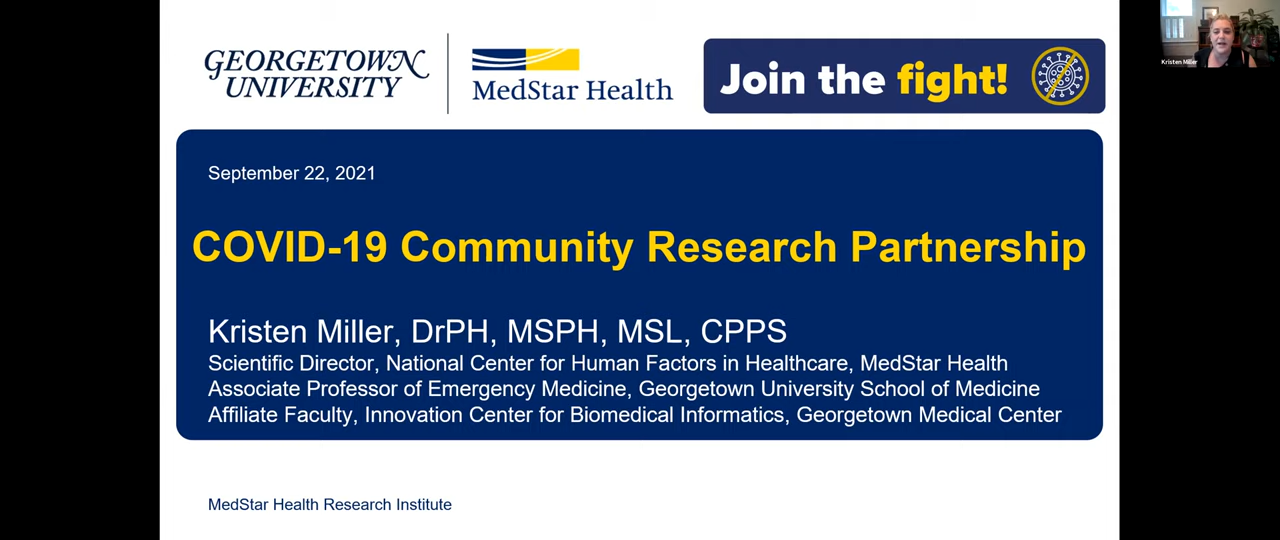 GEORGETOWN
UNIVERSITY
MedStar Health
Join the fight!
Kristen Miller
September 22, 2021
COVID-19 Community Research Partnership
Kristen Miller, DrPH, MSPH, MSL, CPPS
Scientific Director, National Center for Human Factors in Healthcare, MedStar Health
Associate Professor of Emergency Medicine, Georgetown University School of Medicine
Affiliate Faculty, Innovation Center for Biomedical Informatics, Georgetown Medical Center
MedStar Health Research Institute